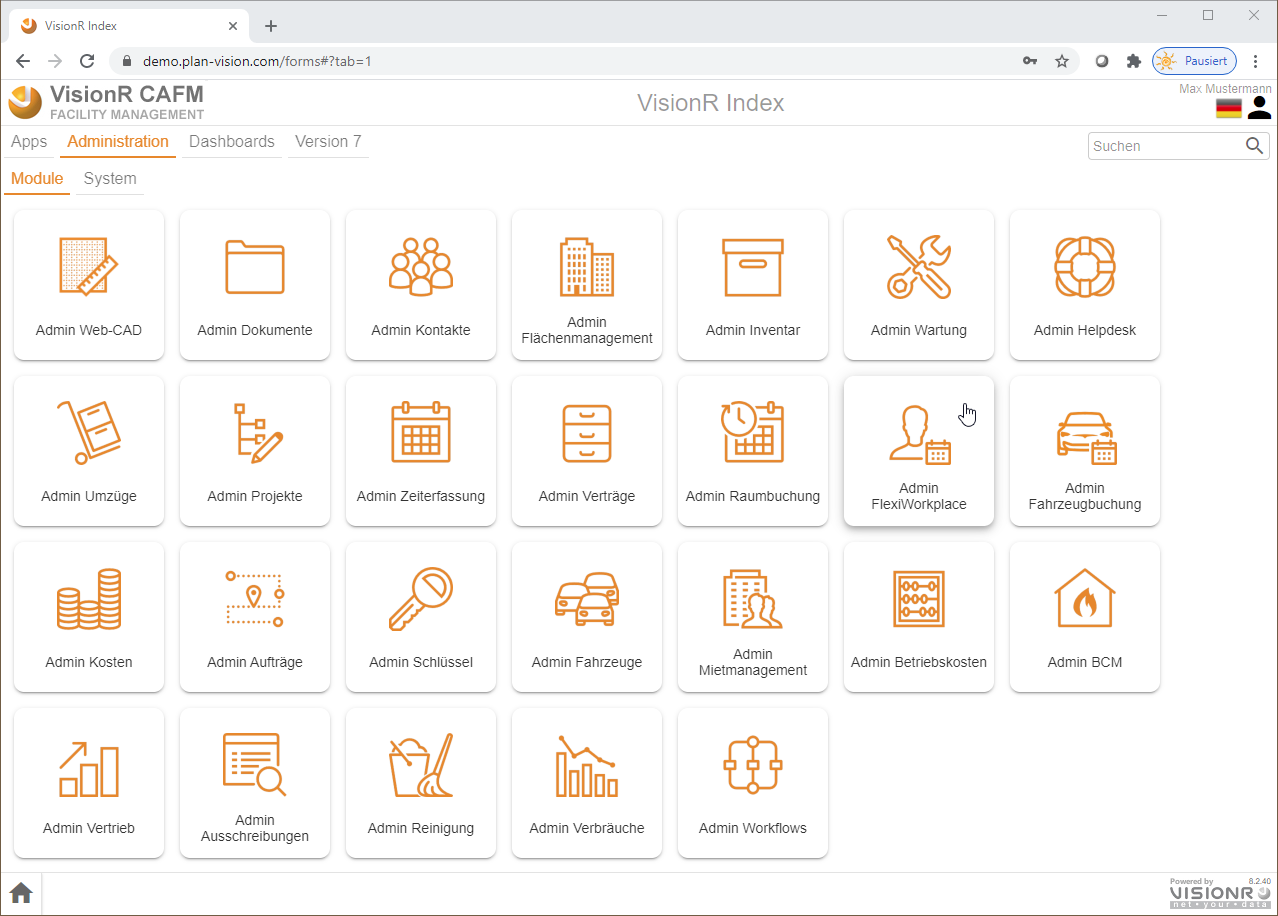 VisionR Index
demo.plan-vision.com/forms#?tab=1
Pausiert
VisionR CAFM
FACILITY MANAGEMENT
VisionR Index
Max Mustermann
Apps
Administration
Dashboards
Version 7
Suchen
Module
System
Admin Web-CAD
Admin Dokumente
Admin Kontakte
Admin
Flächenmanagement
Admin Inventar
Admin Wartung
Admin Helpdesk
Admin Umzüge
Admin Projekte
Admin Zeiterfassung
Admin Verträge
Admin Raumbuchung
Admin
FlexiWorkplace
Admin
Fahrzeugbuchung
Admin Kosten
Admin Aufträge
Admin Schlüssel
Admin Fahrzeuge
Admin
Mietmanagement
Admin Betriebskosten
Admin BCM
Admin Vertrieb
Admin
Ausschreibungen
Admin Reinigung
Admin Verbräuche
Admin Workflows
Powered by
8.2.40
VISIONR
net • your • data